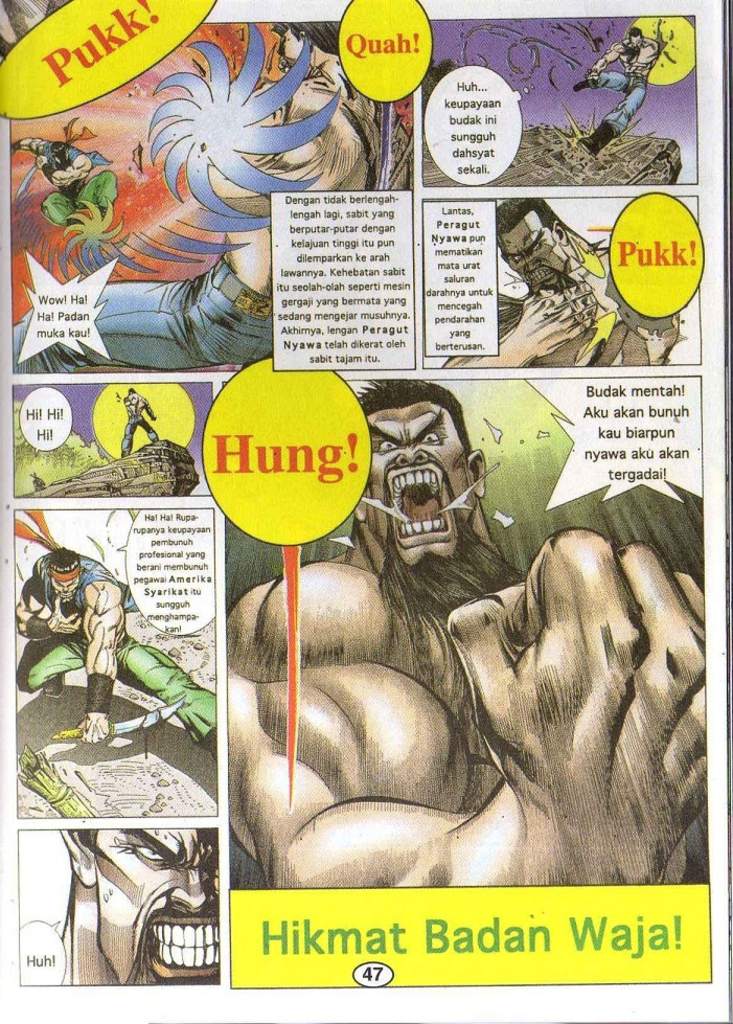 Pukk!
Quah!
Dengan tidak berlengah-
lengah lagi, sabit yang
berputar-putar dengan
kelajuan tinggi itu pun
dikerah ke arah
lawannya. Kehebatan sabit
itu seolah-olah seperti mesin
gergaji yang bermata yang
sedang mengejar musuhnya.
Akhirnya, lengan Peragut
Nyawa telah dikerat oleh
sabit tajam itu.
Wow! Ha!
Ha! Padan
muka kau!
Huh...
keupayaan
budak ini
sungguh
dahsyat
sekali.
Lantas,
Peragut
Nyawa pun
mematikan
mata urat
saluran
darahnya untuk
mencegah
pendarahan
yang
berterusan.
Pukk!
Hi! Hi!
Hi!
Hung!
Budak mentah!
Aku akan bunuh
kau biarpun
nyawa aku akan
tergadai!
Ha! Ha! Rupa-
rupanya keupayaan
pembunuh
profesional yang
berani membunuh
pegawai Amerika
Syarikat itu
sungguh
menghampa-
kan!
Huh!
Hikmat Badan Waja!
47